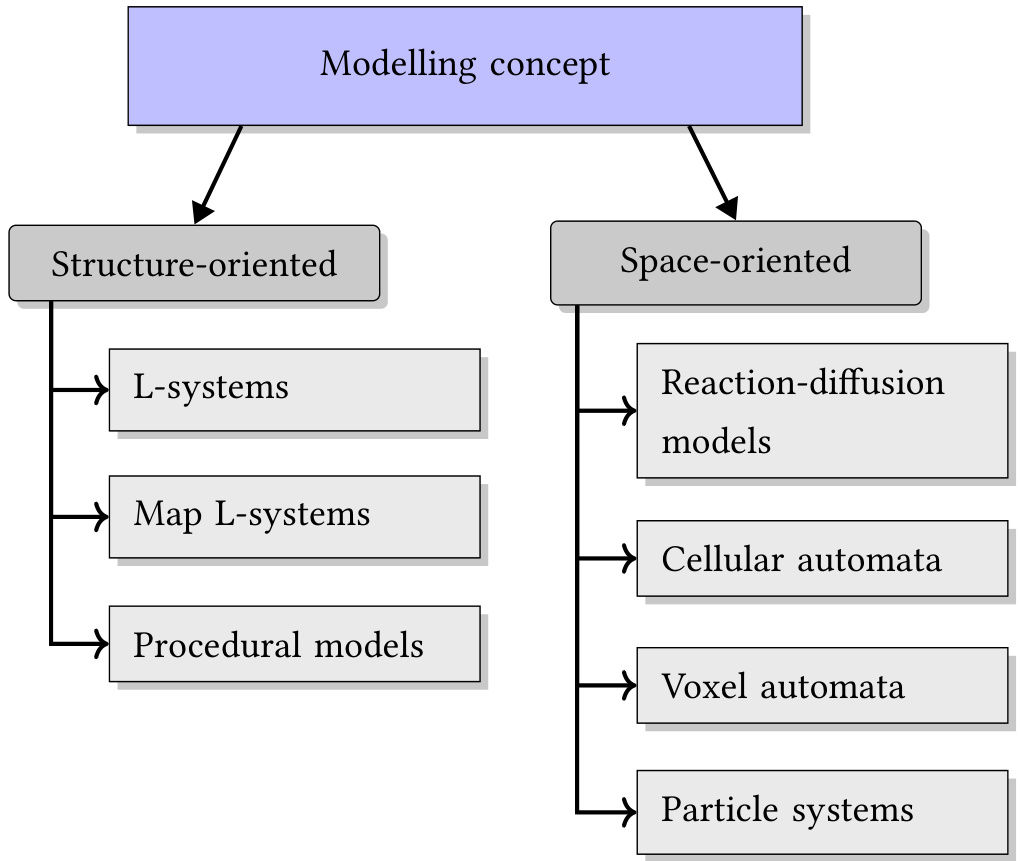 Modelling concept
Structure-oriented
L-systems
Map L-systems
Procedural models
Space-oriented
Reaction-diffusion
models
Cellular automata
Voxel automata
Particle systems